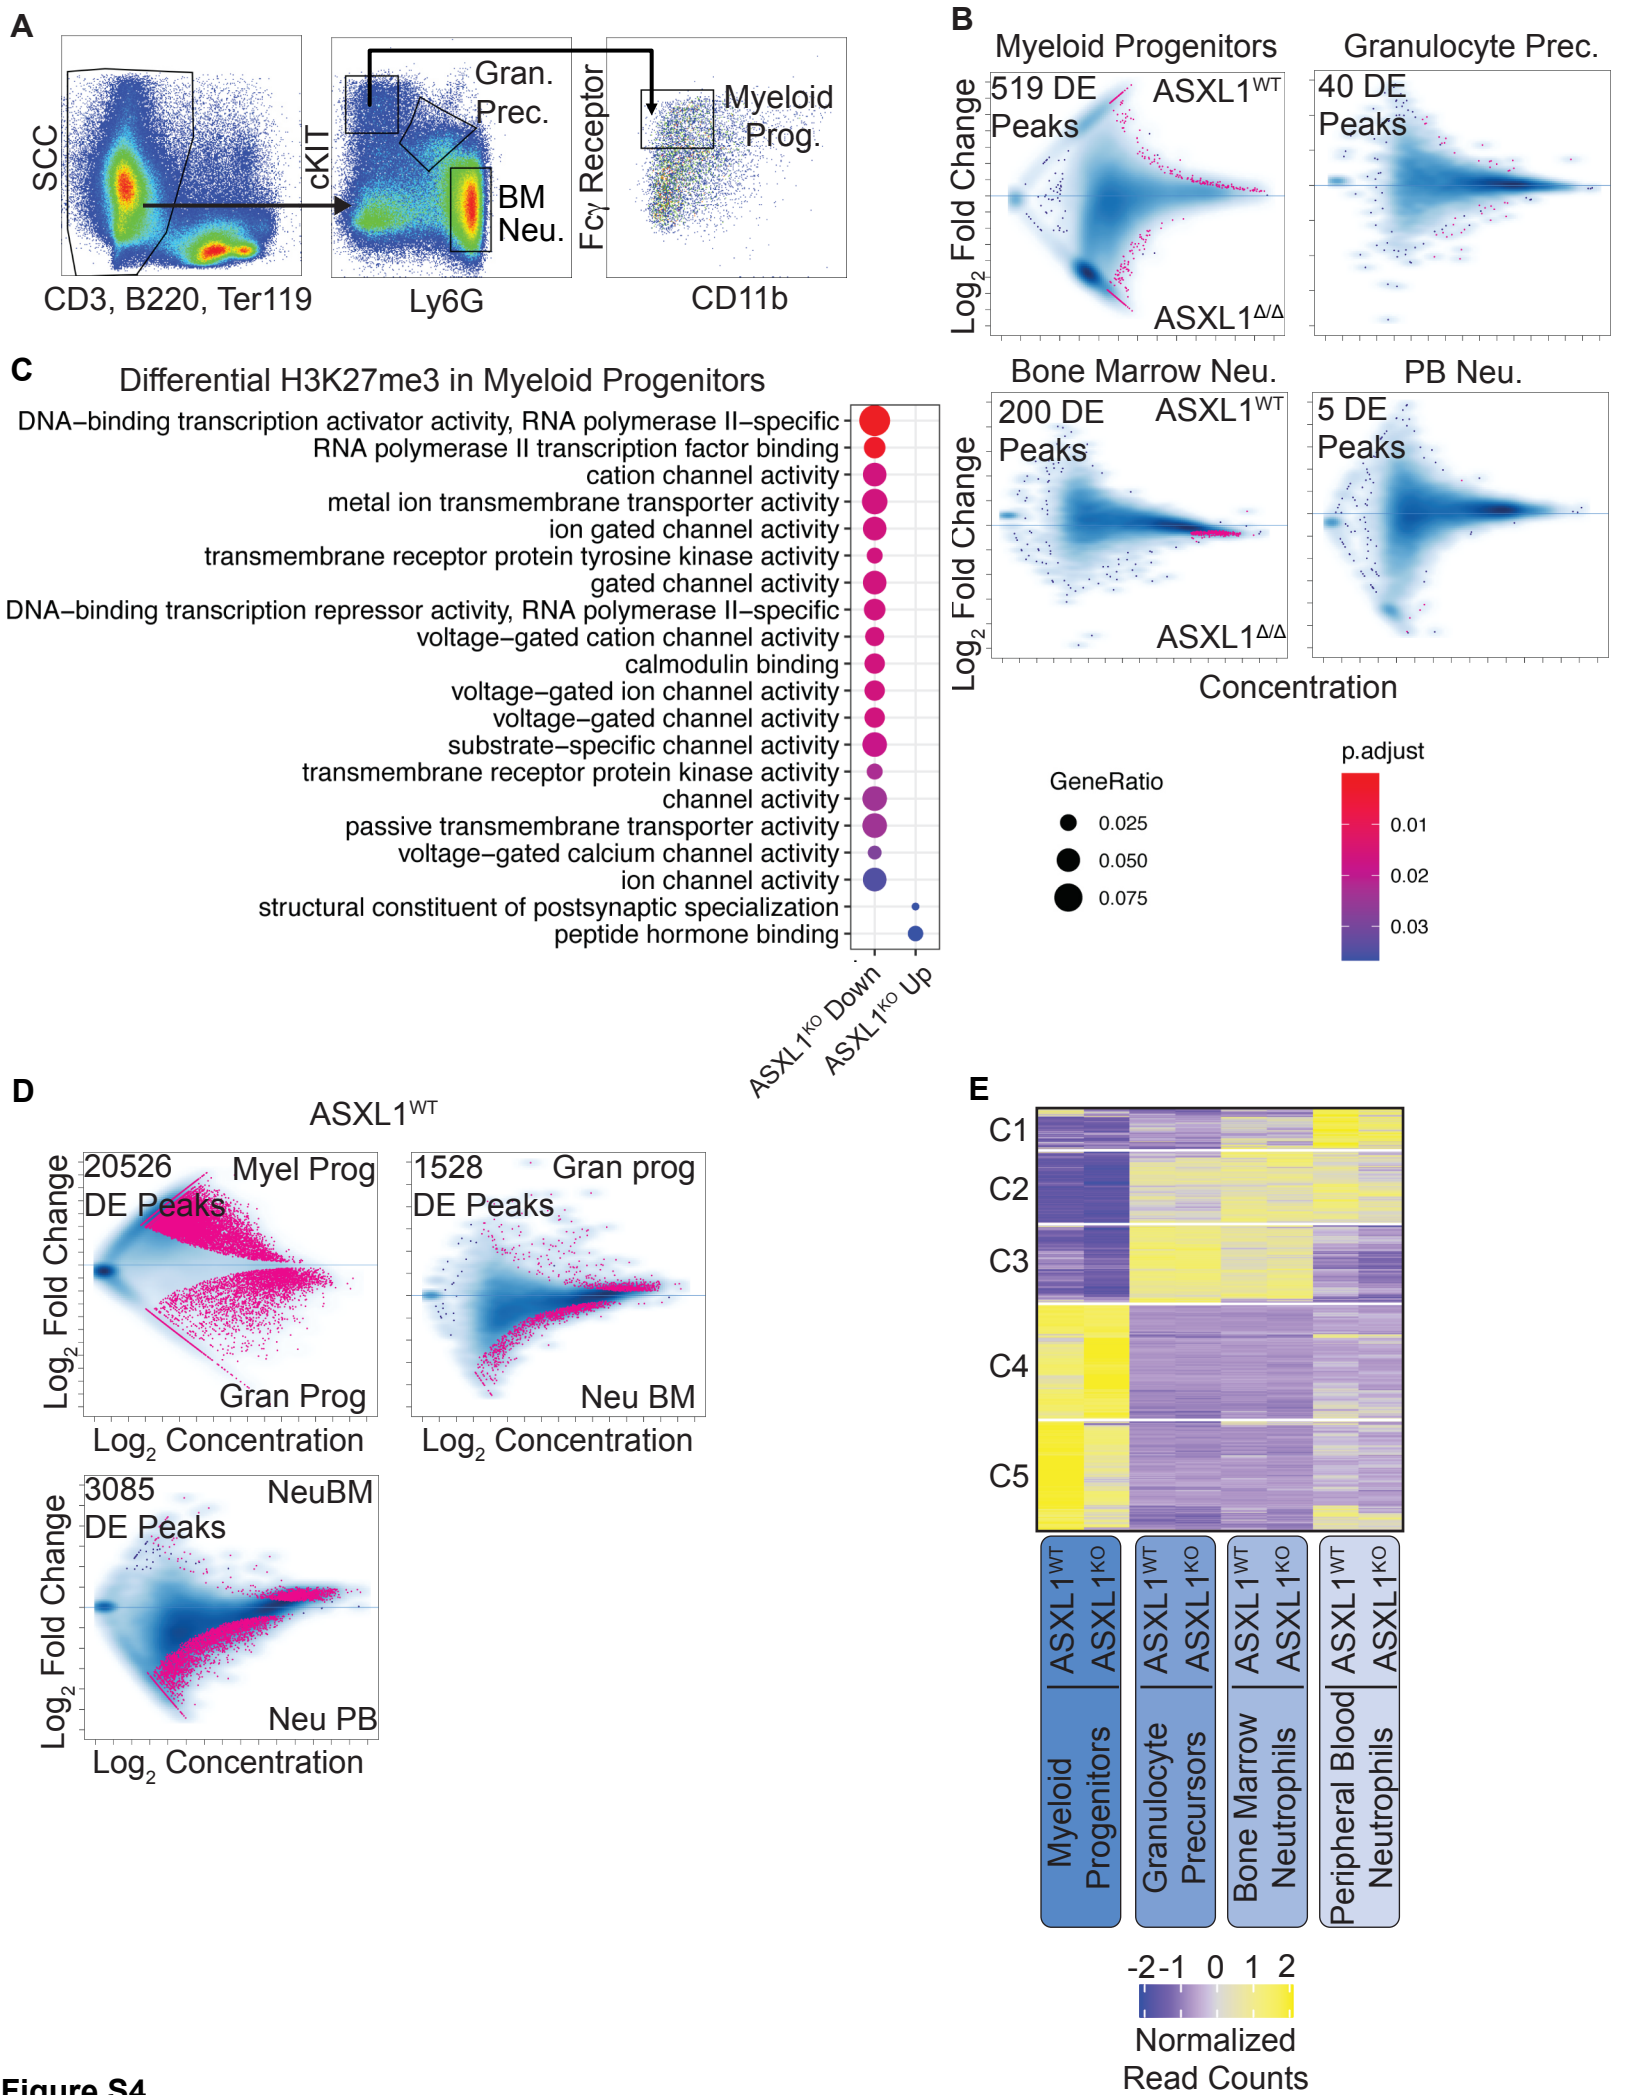 A
SCC
CD3, B220, Ter119
cKIT
Gran.
Prec.
BM
Neu.
Ly6G
Fcγ Receptor
Myeloid
Prog.
CD11b
B
Myeloid Progenitors
Log2 Fold Change
519 DE
Peaks
ASXL1WT
ASXL1Δ/Δ
Granulocyte Prec.
40 DE
Peaks
Bone Marrow Neu.
Log2 Fold Change
200 DE
Peaks
ASXL1WT
ASXL1Δ/Δ
PB Neu.
5 DE
Peaks
Concentration
C
Differential H3K27me3 in Myeloid Progenitors
DNA−binding transcription activator activity, RNA polymerase II−specific
RNA polymerase II transcription factor binding
cation channel activity
metal ion transmembrane transporter activity
ion gated channel activity
transmembrane receptor protein tyrosine kinase activity
gated channel activity
DNA−binding transcription repressor activity, RNA polymerase II−specific
voltage−gated cation channel activity
calmodulin binding
voltage−gated ion channel activity
voltage−gated channel activity
substrate−specific channel activity
transmembrane receptor protein kinase activity
channel activity
passive transmembrane transporter activity
voltage−gated calcium channel activity
ion channel activity
structural constituent of postsynaptic specialization
peptide hormone binding
ASXL1KO Down
ASXL1KO Up
GeneRatio
0.025
0.050
0.075
p.adjust
0.01
0.02
0.03
D
ASXL1WT
Log2 Fold Change
20526
DE Peaks
Myel Prog
Gran Prog
Log2 Concentration
1528
DE Peaks
Gran prog
Neu BM
Log2 Concentration
Log2 Fold Change
3085
DE Peaks
NeuBM
Neu PB
Log2 Concentration
E
C1
C2
C3
C4
C5
ASXL1WT
ASXL1KO
Myeloid
Progenitors
ASXL1WT
ASXL1KO
Granulocyte
Precursors
ASXL1WT
ASXL1KO
Bone Marrow
Neutrophils
ASXL1WT
ASXL1KO
Peripheral Blood
Neutrophils
-2 -1 0 1 2
Normalized
Read Counts
Figure S4